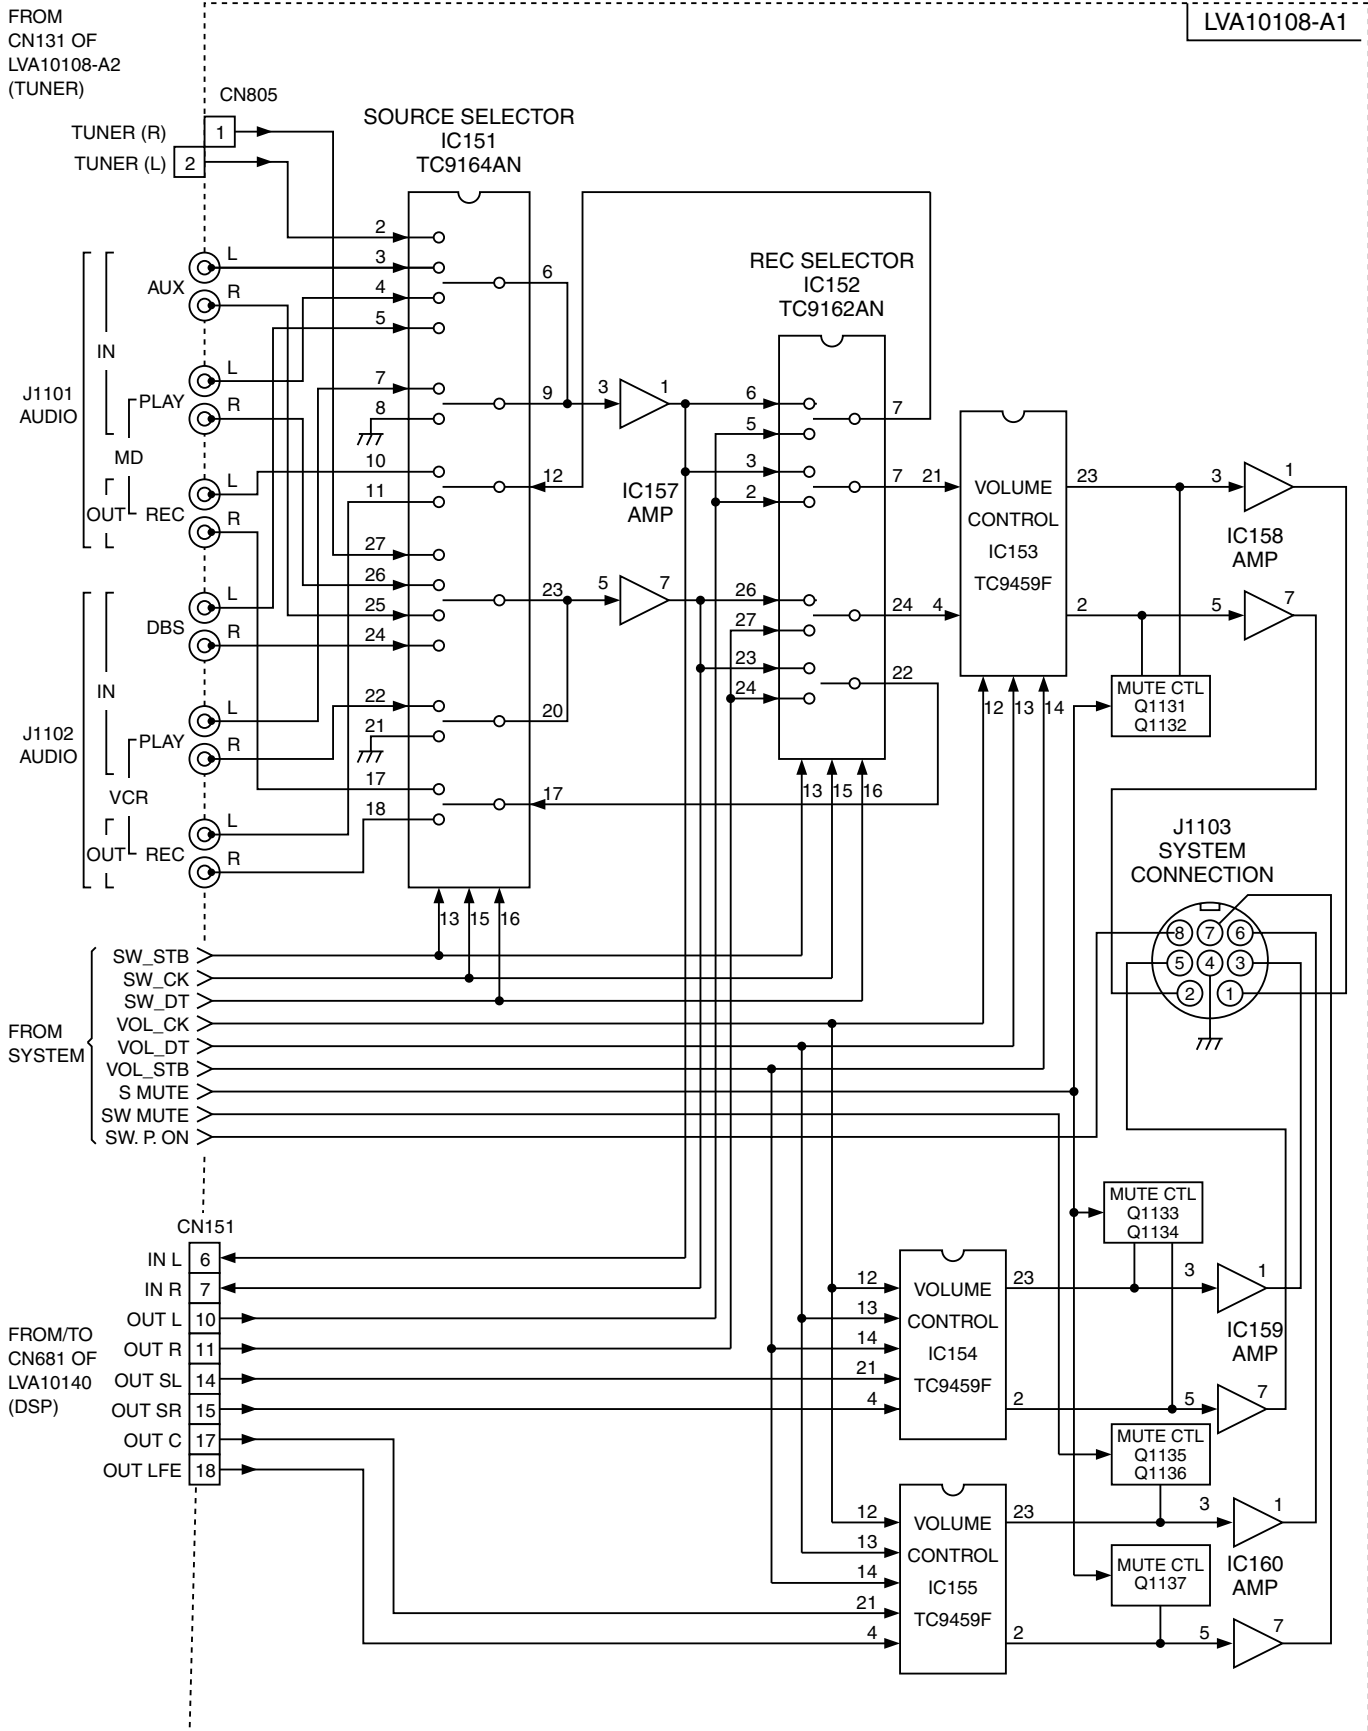 FROM
CN131 OF
LVA10108-A2
(TUNER)
LVA10108-A1
CN805
TUNER (R)
1
TUNER (L)
2
SOURCE SELECTOR
IC151
TC9164AN
2
3
4
5
7
8
10
11
27
26
25
24
22
21
17
18
6
9
12
23
20
17
13
15
16
J1101
AUDIO
IN
AUX
L
R
PLAY
L
R
MD
OUT
REC
L
R
J1102
AUDIO
IN
DBS
L
R
PLAY
L
R
VCR
OUT
REC
L
R
3
1
IC157
AMP
5
7
REC SELECTOR
IC152
TC9162AN
6
5
3
2
26
27
23
24
7
7
24
22
13
15
16
21
4
VOLUME
CONTROL
IC153
TC9459F
23
2
12
13
14
3
1
IC158
AMP
5
7
MUTE CTL
Q1131
Q1132
J1103
SYSTEM
CONNECTION
8
7
6
5
4
3
2
1
FROM
SYSTEM
SW_STB
SW_CK
SW_DT
VOL_CK
VOL_DT
VOL_STB
S MUTE
SW MUTE
SW. P. ON
CN151
FROM/TO
CN681 OF
LVA10140
(DSP)
IN L
6
IN R
7
OUT L
10
OUT R
11
OUT SL
14
OUT SR
15
OUT C
17
OUT LFE
18
12
13
14
21
4
VOLUME
CONTROL
IC154
TC9459F
23
2
MUTE CTL
Q1133
Q1134
3
1
IC159
AMP
5
7
MUTE CTL
Q1135
Q1136
12
13
14
21
4
VOLUME
CONTROL
IC155
TC9459F
23
2
3
1
MUTE CTL
Q1137
IC160
AMP
5
7